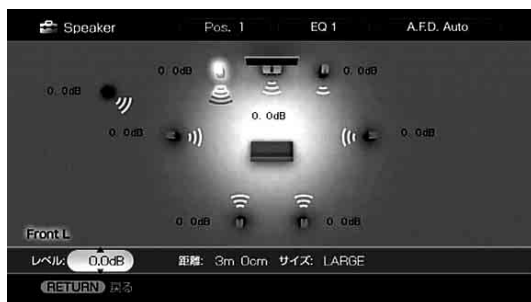 Speaker Pos. 1 EQ 1 A.F.D. Auto
0. 0dB 0. 0dB
0. 0dB
0. 0dB
0. 0dB 0. 0dB
0. 0dB 0. 0dB
Front L
レベル: 0.0dB 距離: 3m 0cm サイズ: LARGE
RETURN 戻る